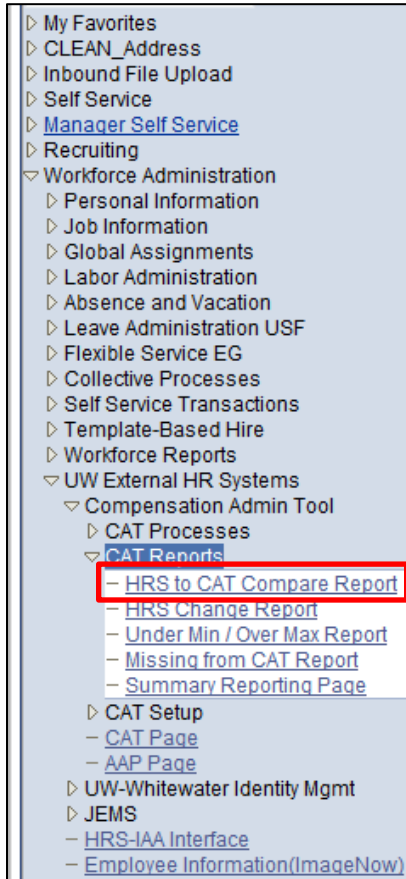 My Favorites
CLEAN_Address
Inbound File Upload
Self Service
Manager Self Service
Recruiting
Workforce Administration
Personal Information
Job Information
Global Assignments
Labor Administration
Absence and Vacation
Leave Administration USF
Flexible Service EG
Collective Processes
Self Service Transactions
Template-Based Hire
Workforce Reports
UW External HR Systems
Compensation Admin Tool
CAT Processes
CAT Reports
– HRS to CAT Compare Report
– HRS Change Report
– Under Min / Over Max Report
– Missing from CAT Report
– Summary Reporting Page
CAT Setup
– CAT Page
– AAP Page
UW-Whitewater Identity Mgmt
JEMS
– HRS-IAA Interface
– Employee Information(ImageNow)